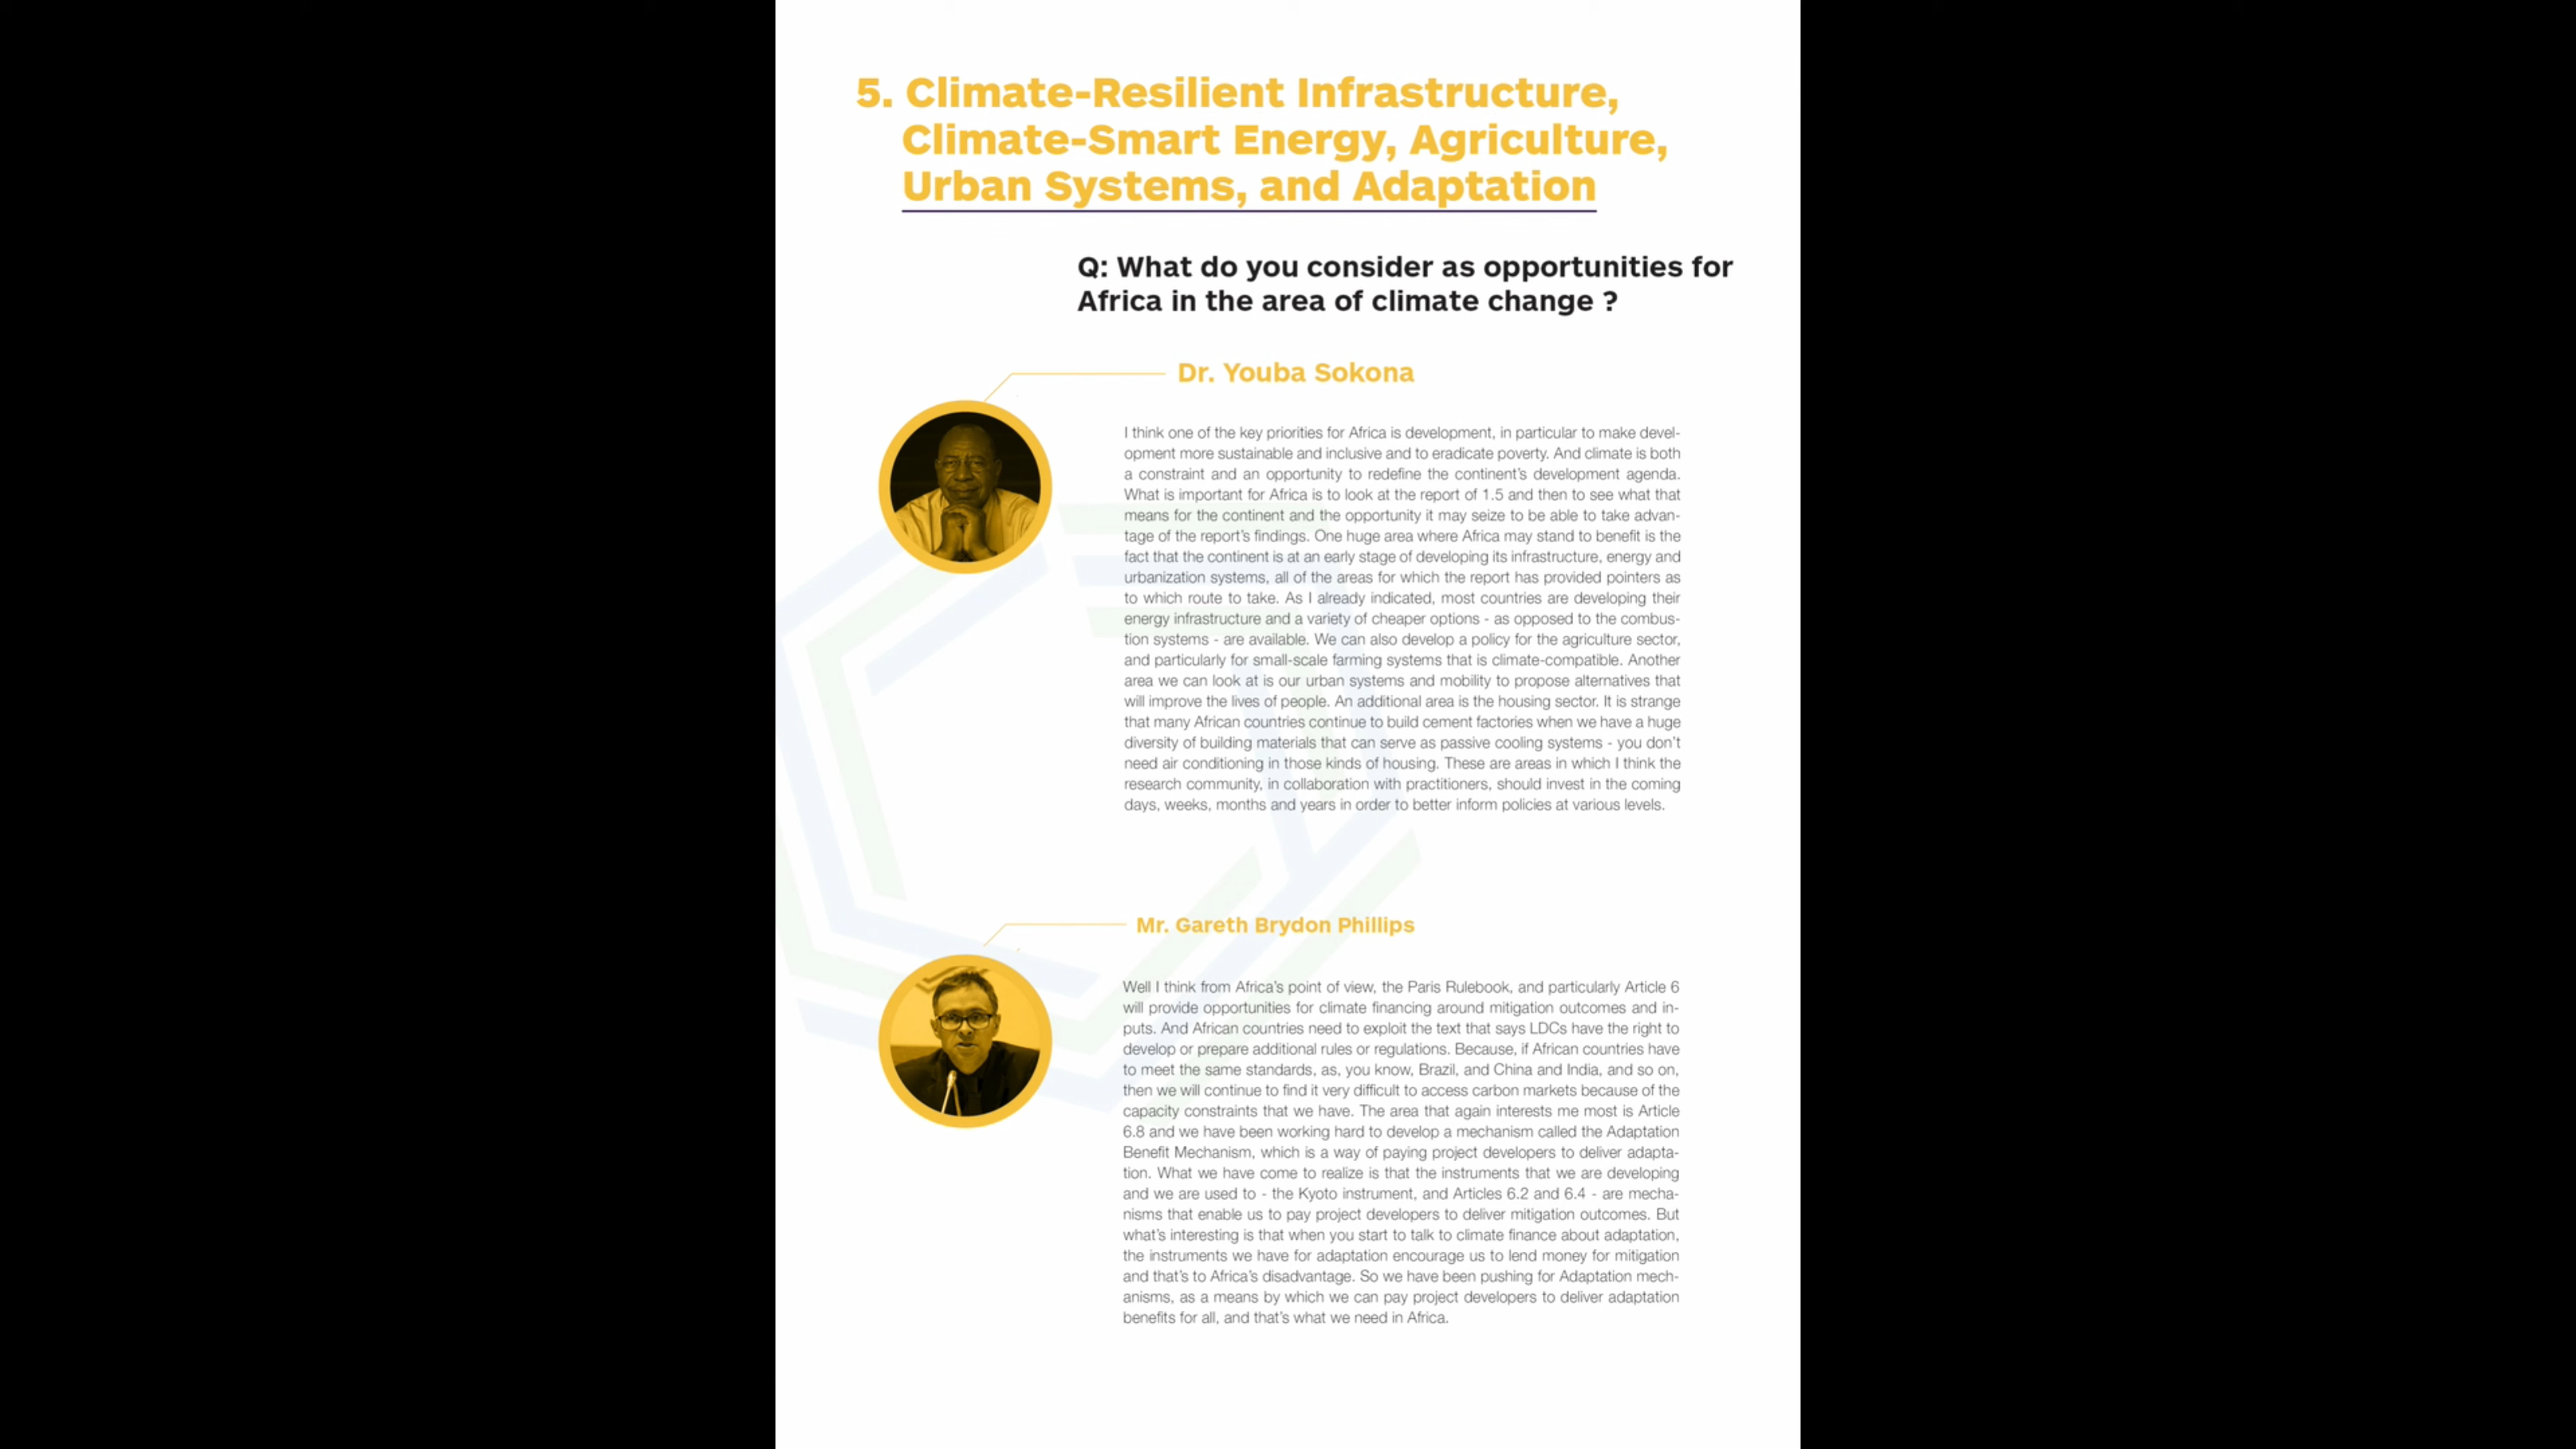 5. Climate-Resilient Infrastructure,
Climate-Smart Energy, Agriculture,
Urban Systems, and Adaptation
Q: What do you consider as opportunities for
Africa in the area of climate change ?
Dr. Youba Sokona
I think one of the key priorities for Africa is development, in particular to make devel-
opment more sustainable and inclusive and to eradicate poverty. And climate is both
a constraint and an opportunity to redefine the continent's development agenda.
What is important for Africa is to look at the report of 1.5 and then to see what that
means for the continent and the opportunity it may seize to be able to take advan-
tage of the report's findings. One huge area where Africa may stand to benefit is the
fact that the continent is at an early stage of developing its infrastructure, energy and
urbanization systems, all of the areas for which the report has provided pointers as
to which route to take. As I already indicated, most countries are developing their
energy infrastructure and a variety of cheaper options - as opposed to the combus-
tion systems - are available. We can also develop a policy for the agriculture sector,
and particularly for small-scale farming systems that is climate-compatible. Another
area we can look at is our urban systems and mobility to propose alternatives that
will improve the lives of people. An additional area is the housing sector. It is strange
that many African countries continue to build cement factories when we have a huge
diversity of building materials that can serve as passive cooling systems - you don't
need air conditioning in those kinds of housing. These are areas in which I think the
research community, in collaboration with practitioners, should invest in the coming
days, weeks, months and years in order to better inform policies at various levels.
Mr. Gareth Brydon Phillips
Well I think from Africa's point of view, the Paris Rulebook, and particularly Article 6
will provide opportunities for climate financing around mitigation outcomes and in-
puts. And African countries need to exploit the text that says LDCs have the right to
develop or prepare additional rules or regulations. Because, if African countries have
to meet the same standards, as, you know, Brazil, and China and India, and so on,
then we will continue to find it very difficult to access carbon markets because of the
capacity constraints that we have. The area that again interests me most is Article
6.8 and we have been working hard to develop a mechanism called the Adaptation
Benefit Mechanism, which is a way of paying project developers to deliver adapta-
tion. What we have come to realize is that the instruments that we are developing
and we are used to - the Kyoto instrument, and Articles 6.2 and 6.4 - are mecha-
nisms that enable us to pay project developers to deliver mitigation outcomes. But
what's interesting is that when you start to talk to climate finance about adaptation,
the instruments we have for adaptation encourage us to lend money for mitigation
and that's to Africa's disadvantage. So we have been pushing for Adaptation mech-
anisms, as a means by which we can pay project developers to deliver adaptation
benefits for all, and that's what we need in Africa.